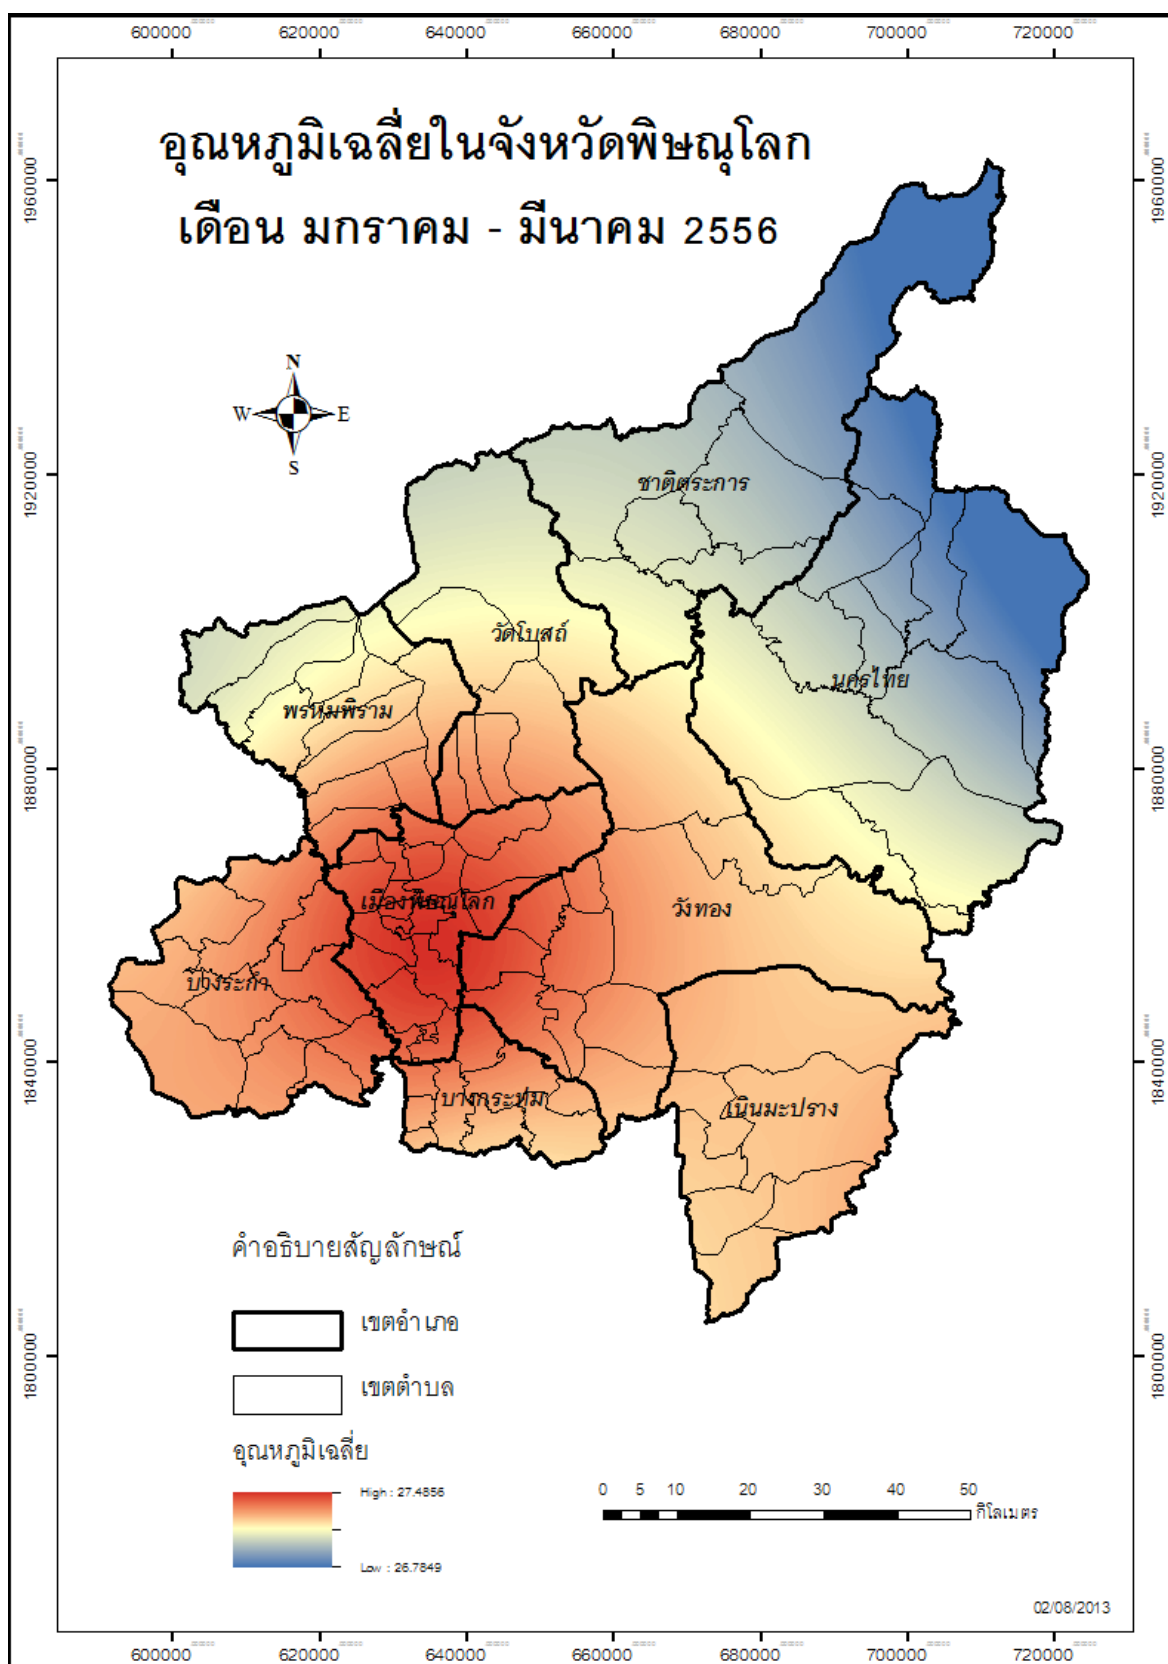 600000 620000 640000 660000 680000 700000 720000
อุณหภูมิเฉลี่ยในจังหวัดพิษณุโลก
เดือน มกราคม - มีนาคม 2556
1960000 1960000
N
W E
S
1920000 1920000
ชาติตระการ
วัดโบสถ์
นครไทย
พรหมพิราม
1880000 1880000
เมืองพิษณุโลก
วังทอง
บางระกำ
1840000 1840000
บางกระทุ่ม
เนินมะปราง
คำอธิบายสัญลักษณ์
เขตอำเภอ
1800000 1800000
เขตตำบล
อุณหภูมิเฉลี่ย
High : 27.4856
0 5 10 20 30 40 50
กิโลเมตร
Low : 26.7849
02/08/2013
600000 620000 640000 660000 680000 700000 720000